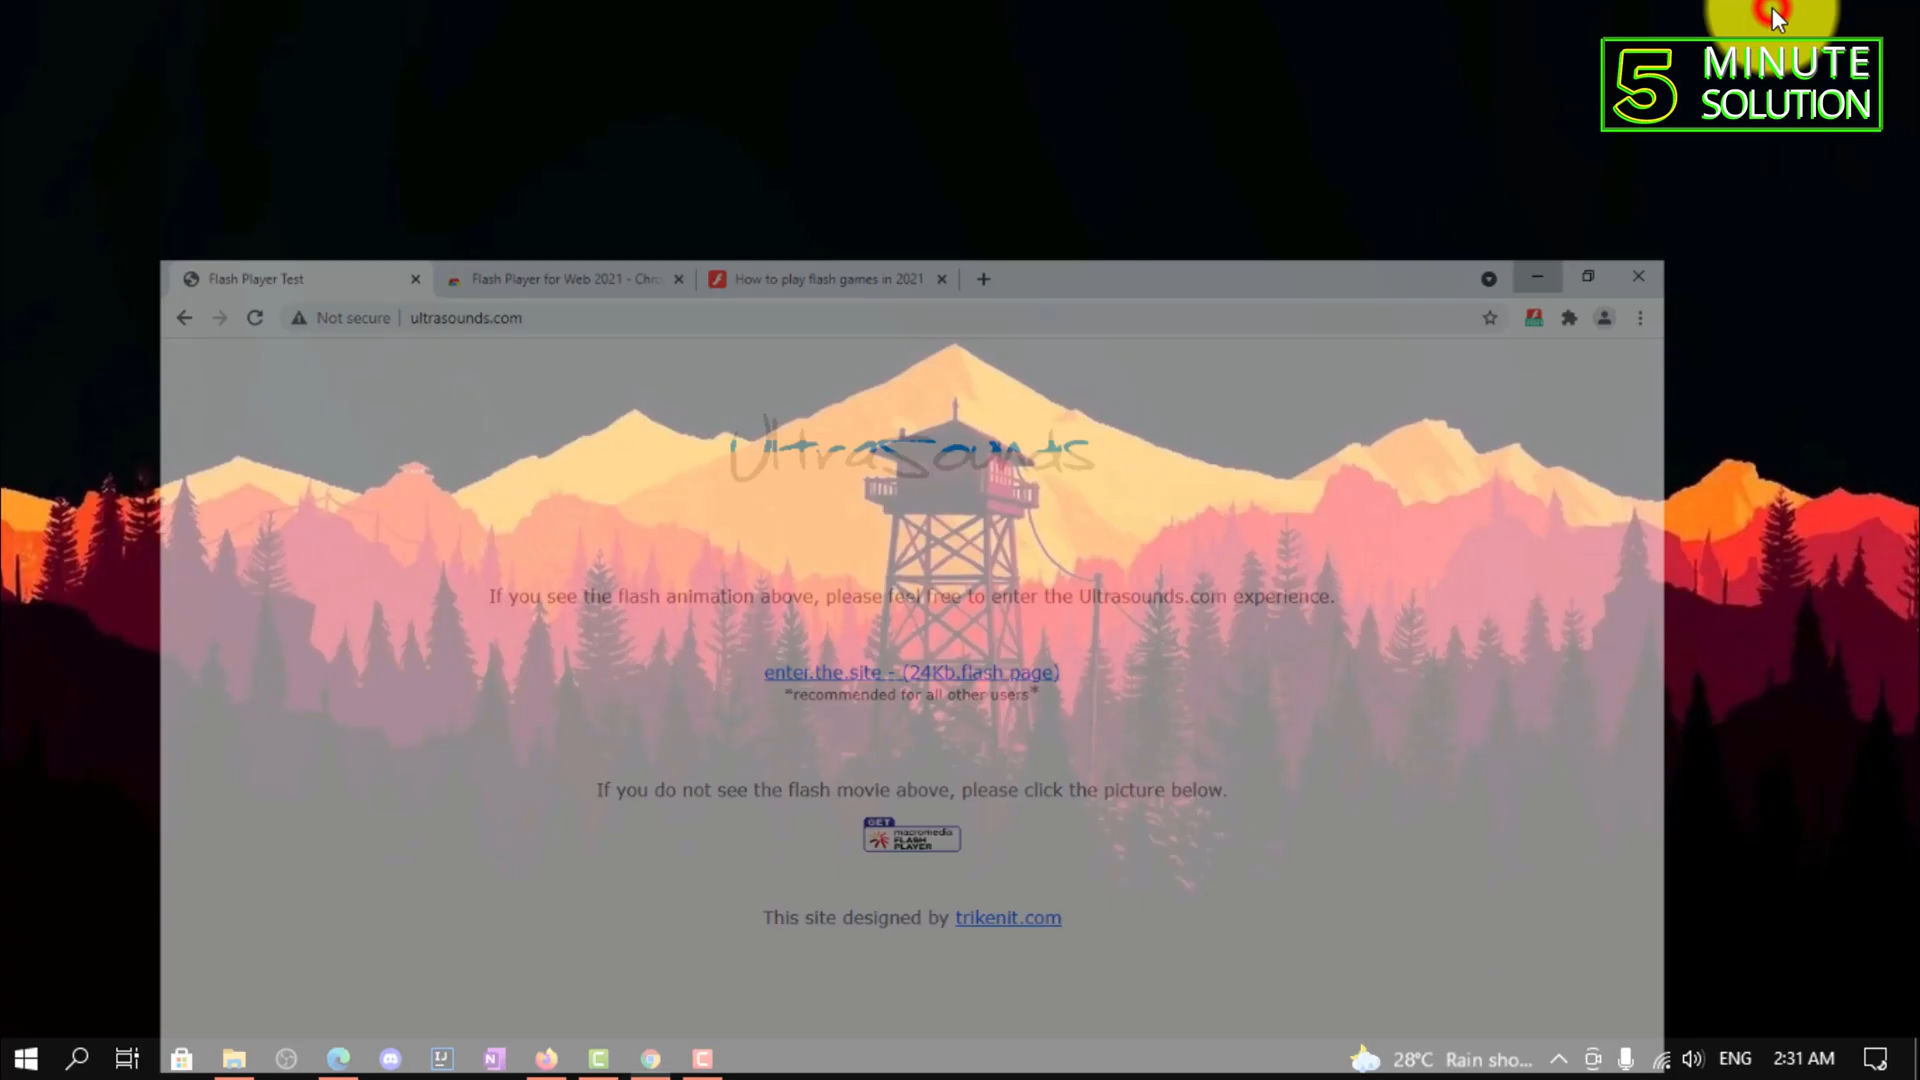 5 MINUTE
SOLUTION
Flash Player Test
Flash Player for Web 2021 - Chro
How to play flash games in 2021
Not secure
ultrasounds.com
UltraSounds
If you see the flash animation above, please feel free to enter the Ultrasounds.com experience.
enter.the.site - (24Kb.flash page)
*recommended for all other users*
If you do not see the flash movie above, please click the picture below.
GET
macromedia
FLASH
PLAYER
This site designed by trikenit.com
28°C Rain sho...
ENG
2:31 AM